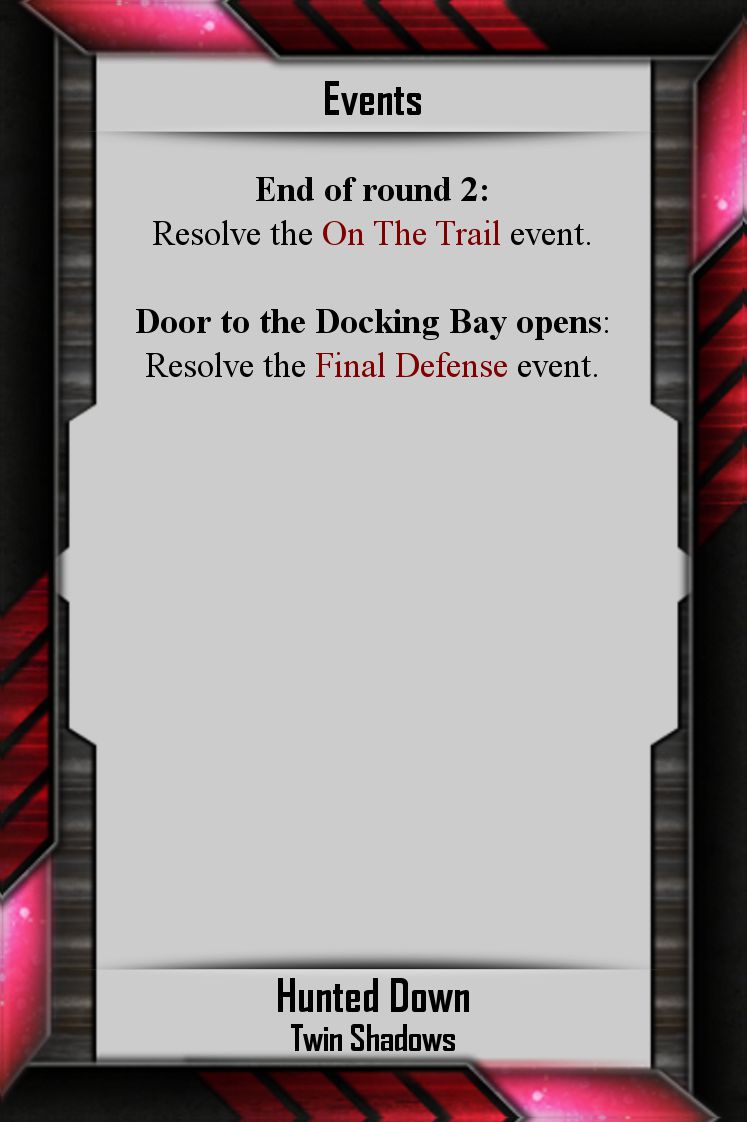 Events
End of round 2:
Resolve the On The Trail event.
Door to the Docking Bay opens:
Resolve the Final Defense event.
Hunted Down
Twin Shadows